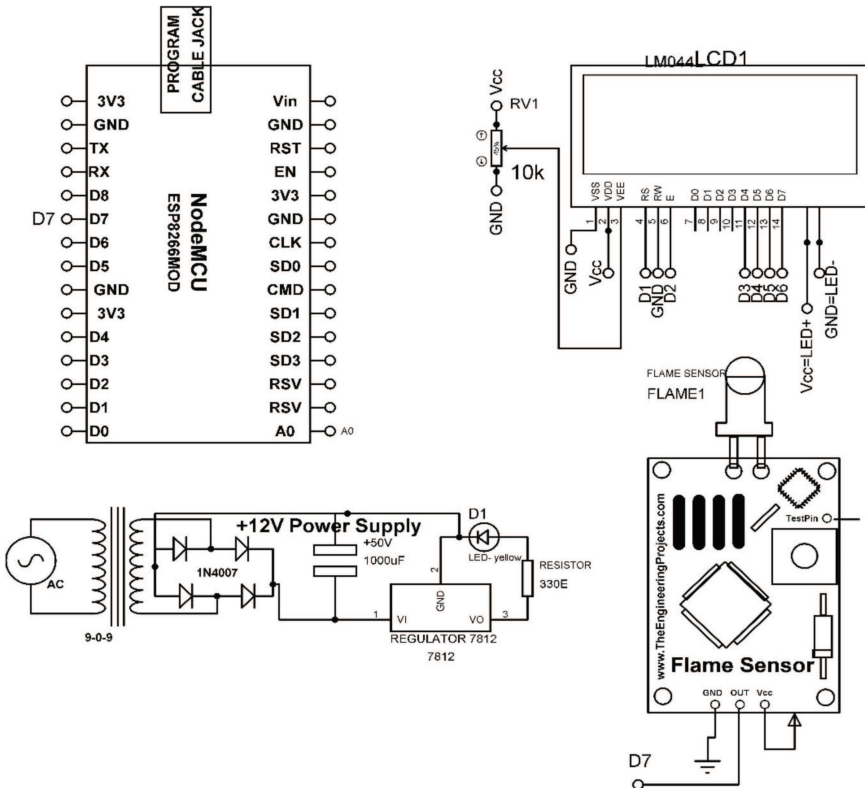 PROGRAM
CABLE JACK
3V3
GND
TX
RX
D8
D7
D7
D6
D5
GND
3V3
D4
D3
D2
D1
D0
NodeMCU
ESP8266MOD
Vin
GND
RST
EN
3V3
GND
CLK
SD0
CMD
SD1
SD2
SD3
RSV
RSV
A0
A0
LM044LCD1
Vcc
RV1
45%
10k
GND
VSS
VDD
VEE
RS
RW
E
D0
D1
D2
D3
D4
D5
D6
D7
1
2
3
4
5
6
7
8
9
10
11
12
13
14
GND
Vcc
D1
GND
D2
D3
D4
D5
D6
Vcc=LED+
GND=LED-
FLAME SENSOR
FLAME1
TestPin
www.TheEngineeringProjects.com
Flame Sensor
GND OUT Vcc
D7
+12V Power Supply
AC
9-0-9
1N4007
+50V
1000uF
D1
LED- yellow
RESISTOR
330E
2
GND
1
VI
VO
3
REGULATOR 7812
7812